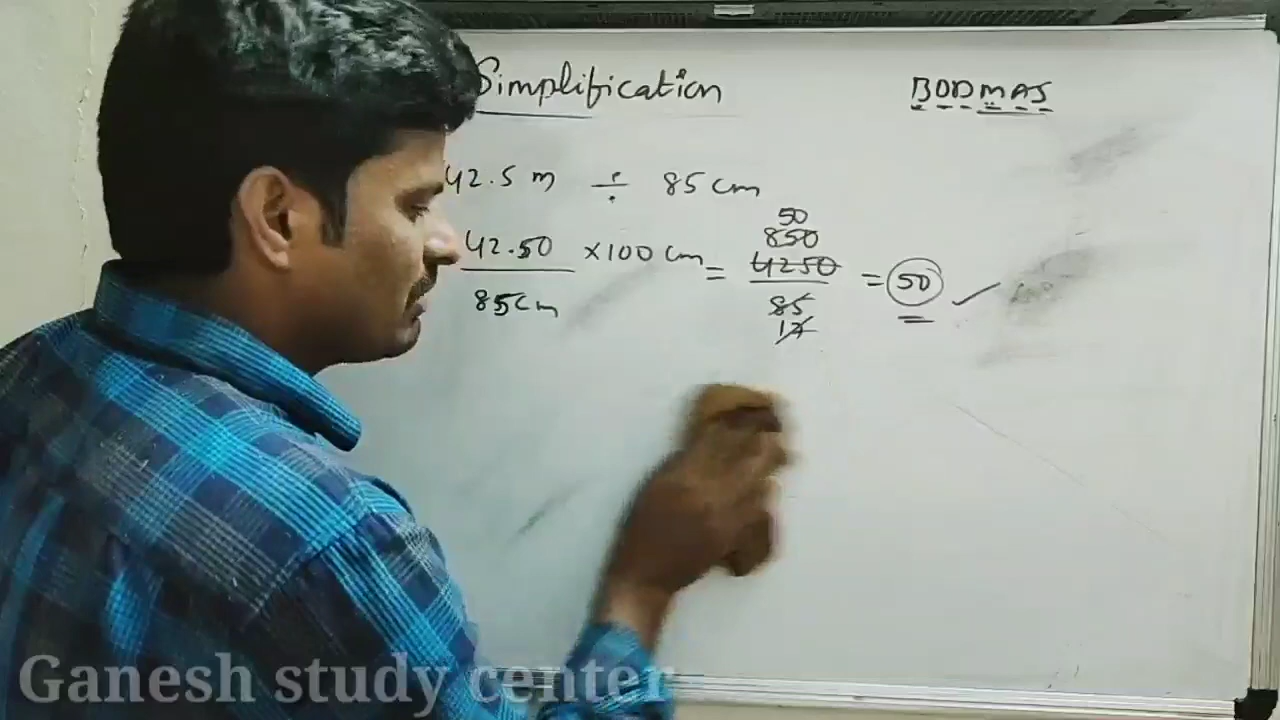 Simplification BODMAS
42.5 m ÷ 85 cm
42.50 ×100 cm = 4250 = 50
85cm 85
850
50
17
Ganesh study center